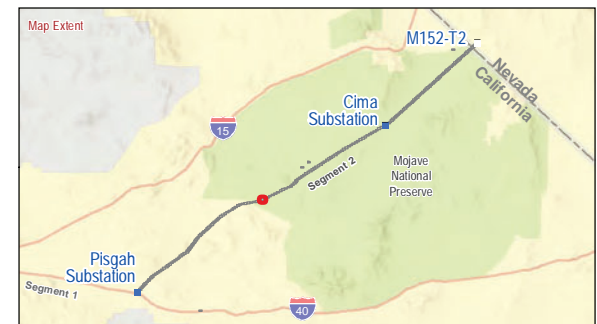 Map Extent
M152-T2
Nevada
California
Cima
Substation
15
Mojave
National
Preserve
Segment 2
Pisgah
Substation
Segment 1
40